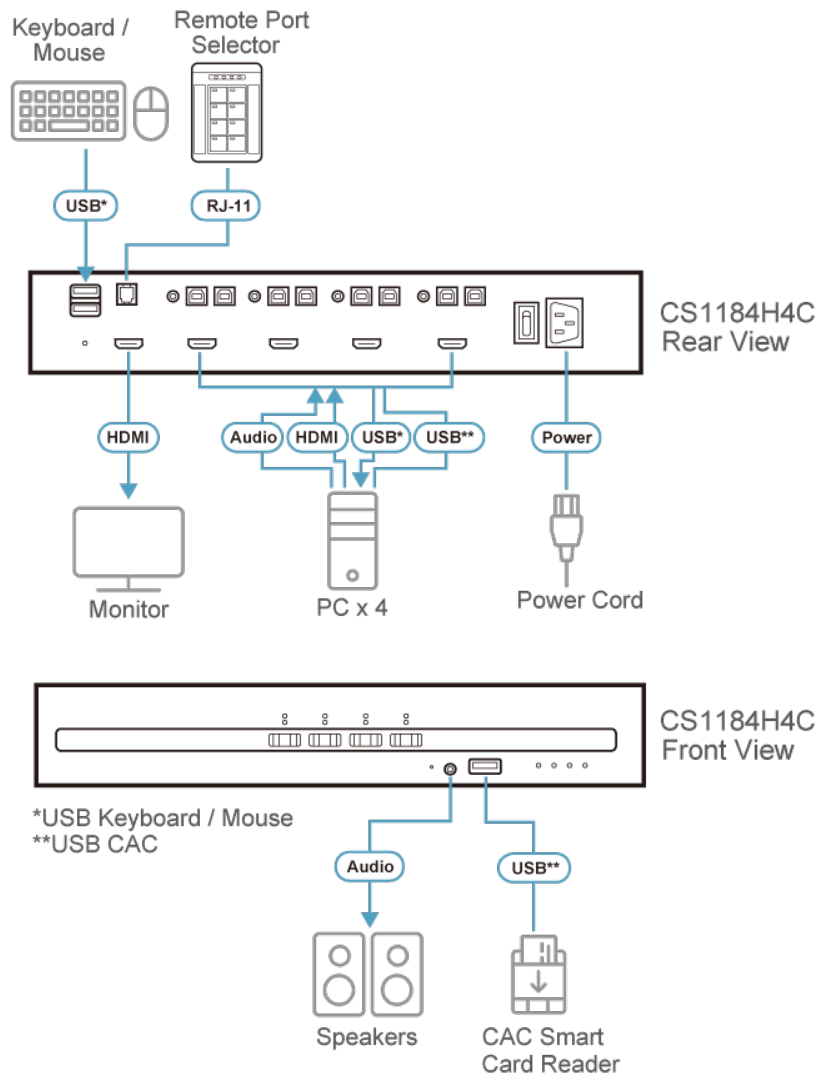 Keyboard /
Mouse
Remote Port
Selector
USB*
RJ-11
CS1184H4C
Rear View
HDMI
Audio
HDMI
USB*
USB**
Power
Monitor
PC x 4
Power Cord
CS1184H4C
Front View
*USB Keyboard / Mouse
**USB CAC
Audio
USB**
Speakers
CAC Smart
Card Reader